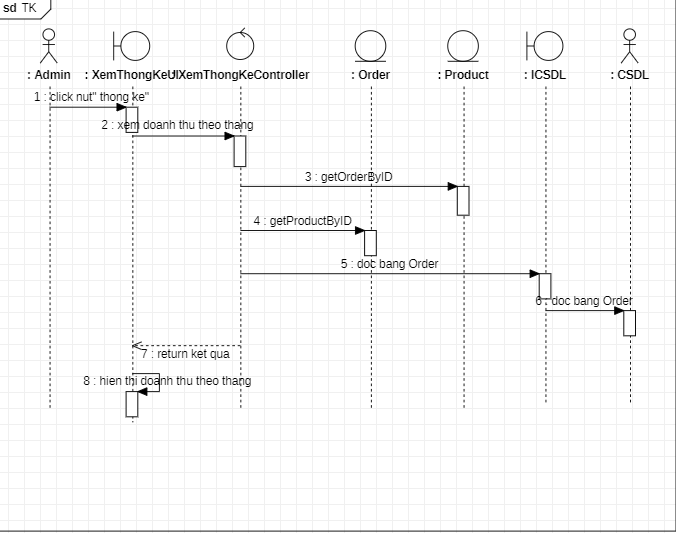 sd TK
: Admin
: XemThongKeUIXemThongKeController
: Order
: Product
: ICSDL
: CSDL
1 : click nut" thong ke"
2 : xem doanh thu theo thang
3 : getOrderByID
4 : getProductByID
5 : doc bang Order
6 : doc bang Order
7 : return ket qua
8 : hien thi doanh thu theo thang